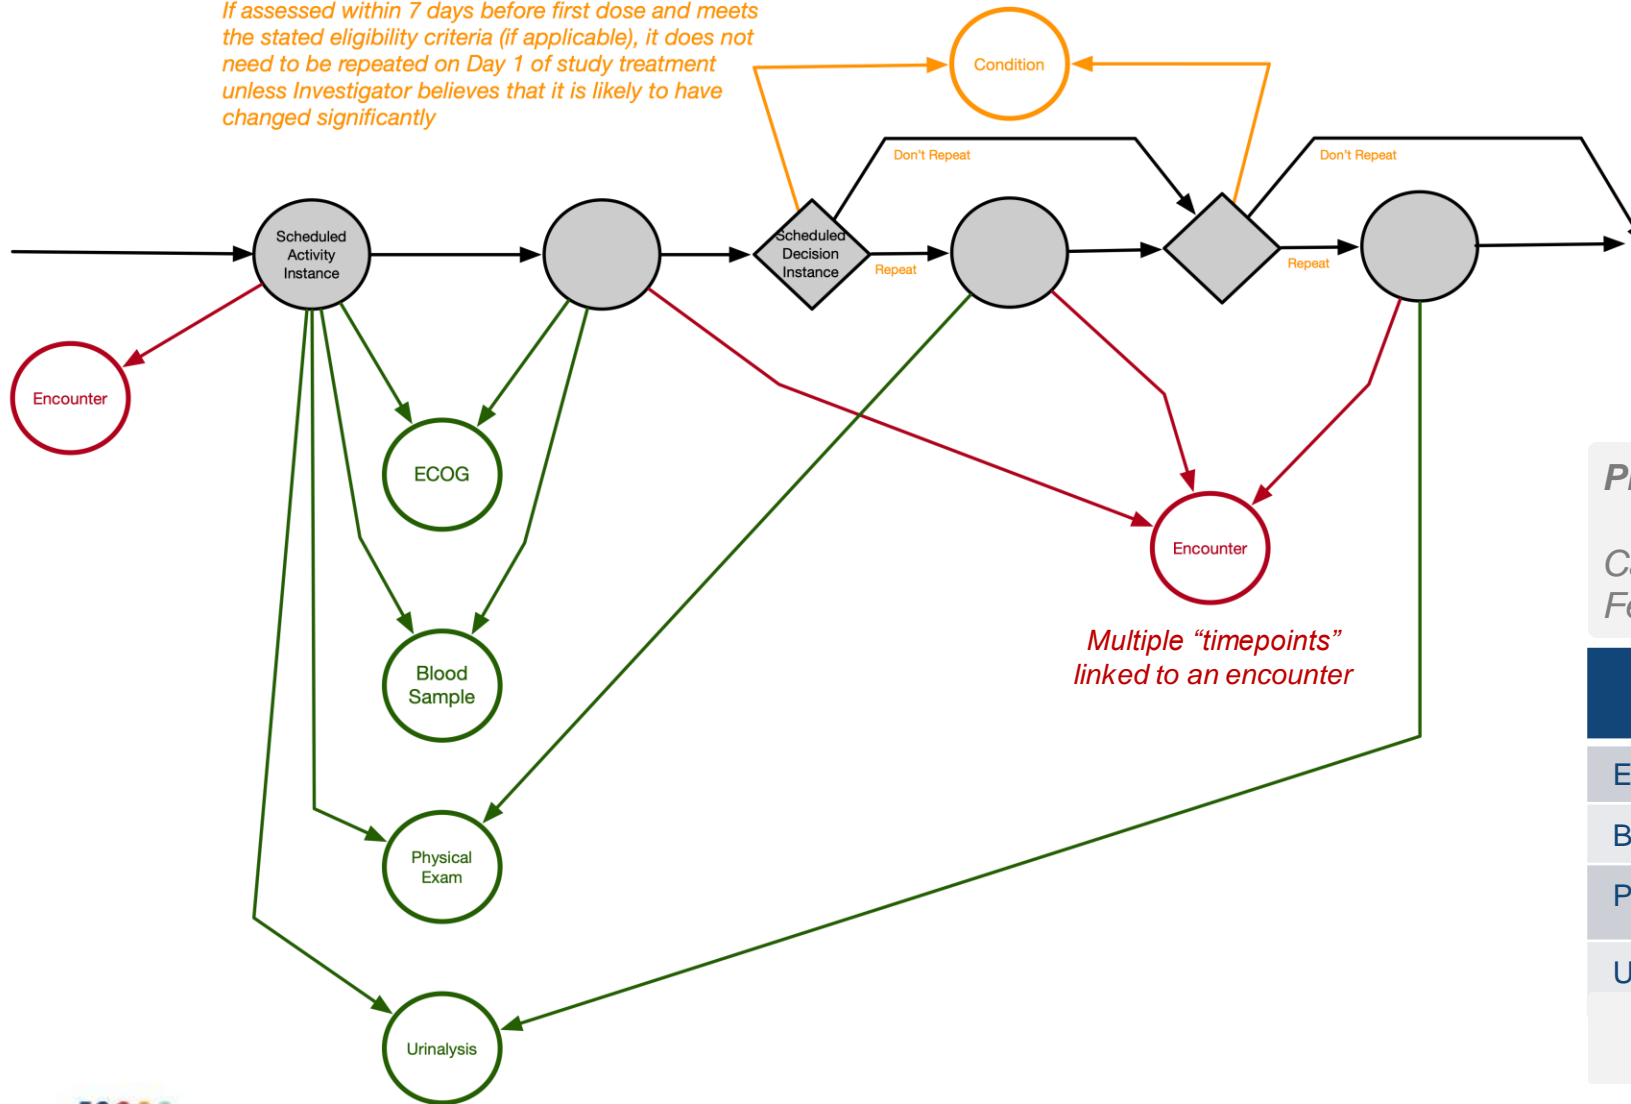 If assessed within 7 days before first dose and meets
the stated eligibility criteria (if applicable), it does not
need to be repeated on Day 1 of study treatment
unless Investigator believes that it is likely to have
changed significantly
Condition
Don't Repeat
Don't Repeat
Scheduled
Activity
Instance
Scheduled
Decision
Instance
Repeat
Repeat
Encounter
ECOG
Encounter
Multiple “timepoints”
linked to an encounter
Blood
Sample
Physical
Exam
Urinalysis
E
B
P
U